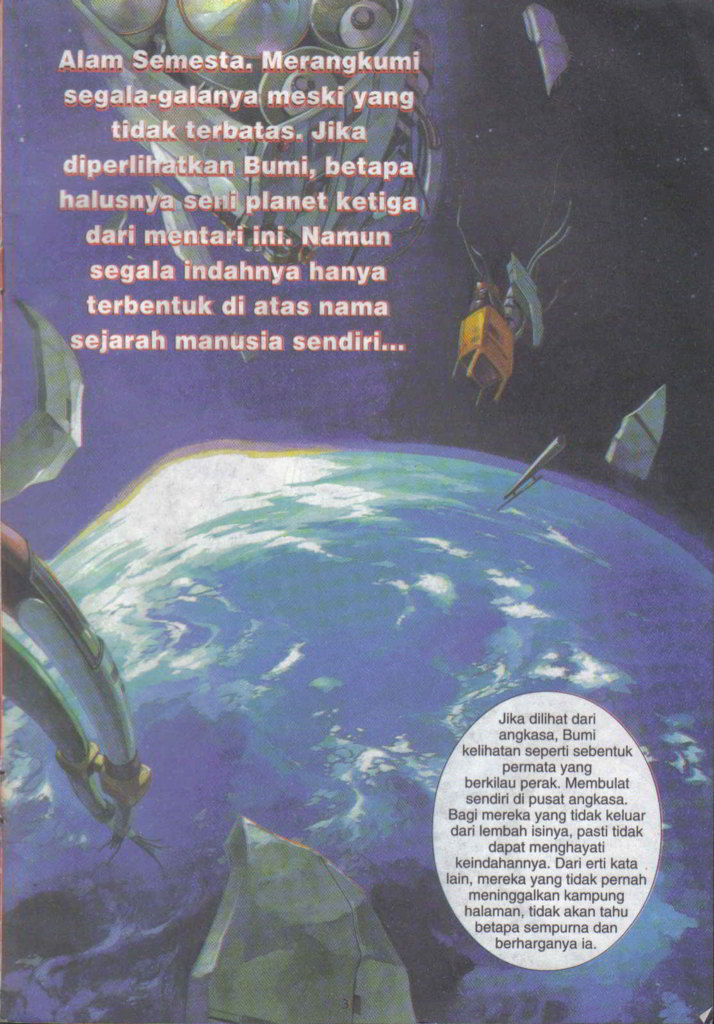 Alam Semesta. Merangkumi
segala-galanya meski yang
tidak terbatas. Jika
diperlihatkan Bumi, betapa
halusnya seni planet ketiga
dari mentari ini. Namun
segala indahnya hanya
terbentuk di atas nama
sejarah manusia sendiri...
Jika dilihat dari
angkasa, Bumi
kelihatan seperti sebentuk
permata yang
berkilau perak. Membulat
sendiri di pusat angkasa.
Bagi mereka yang tidak keluar
dari lembah isinya, pasti tidak
dapat menghayati
keindahannya. Dari erti kata
lain, mereka yang tidak pernah
meninggalkan kampung
halaman, tidak akan tahu
betapa sempurna dan
berharganya ia.
3